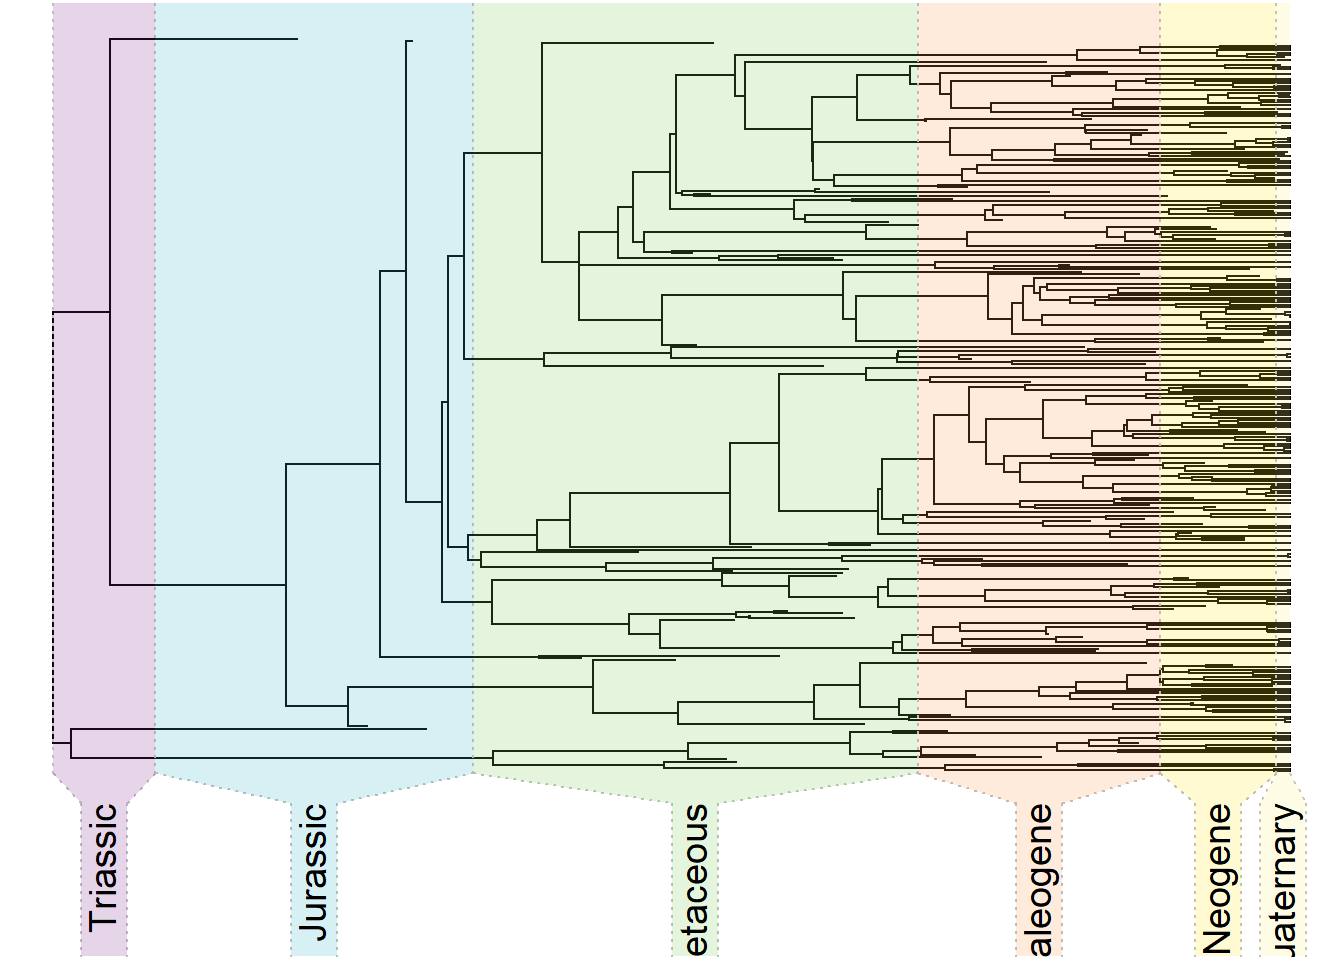 Triassic
Jurassic
etaceous
aleogene
Neogene
uaternary